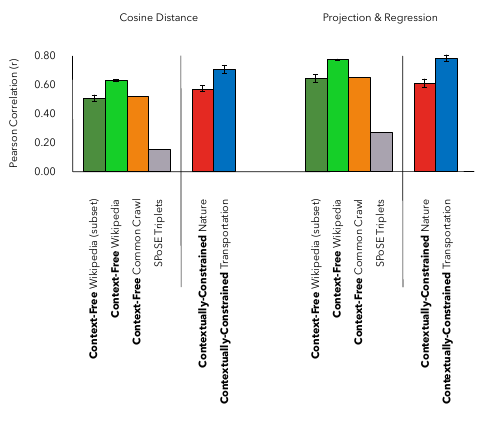 Cosine Distance
Projection & Regression
Pearson Correlation (r)
0.80
0.60
0.40
0.20
0.00
Context-Free Wikipedia (subset)
Context-Free Wikipedia
Context-Free Common Crawl
SPoSE Triplets
Contextually-Constrained Nature
Contextually-Constrained Transportation
Context-Free Wikipedia (subset)
Context-Free Wikipedia
Context-Free Common Crawl
SPoSE Triplets
Contextually-Constrained Nature
Contextually-Constrained Transportation